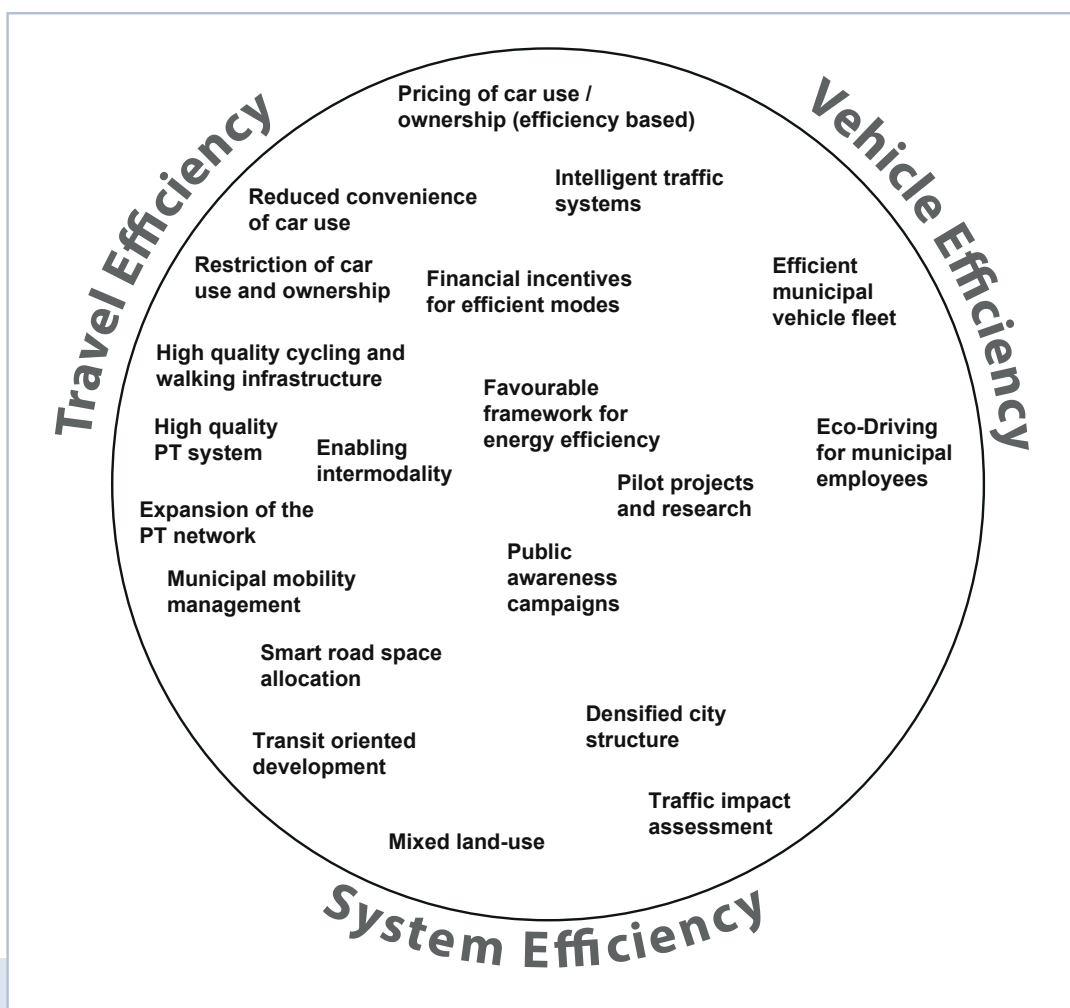 Travel Efficiency
Vehicle Efficiency
Pricing of car use /
ownership (efficiency based)
Intelligent traffic
systems
Reduced convenience
of car use
Restriction of car
use and ownership
Financial incentives
for efficient modes
Efficient
municipal
vehicle fleet
High quality cycling and
walking infrastructure
Favourable
framework for
energy efficiency
High quality
PT system
Enabling
intermodality
Eco-Driving
for municipal
employees
Pilot projects
and research
Expansion of the
PT network
Public
awareness
campaigns
Municipal mobility
management
Smart road space
allocation
Densified city
structure
Transit oriented
development
Traffic impact
assessment
Mixed land-use
System Efficiency